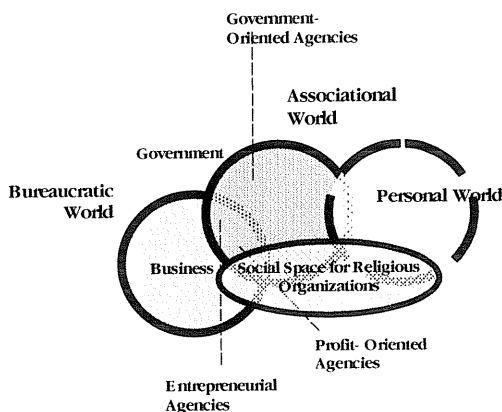 Government-
Oriented Agencies
Associational
World
Government
Bureaucratic
World
Personal World
Business
Social Space for Religious
Organizations
Profit- Oriented
Agencies
Entrepreneurial
Agencies